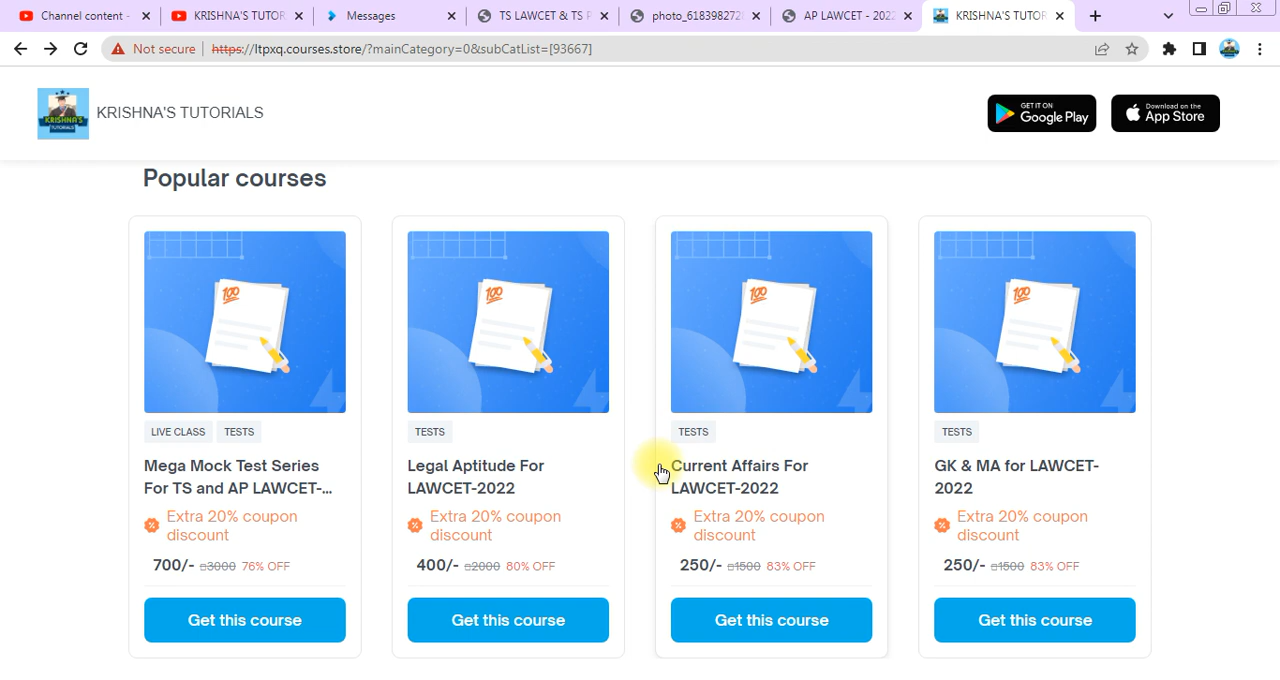 Channel content -
KRISHNA'S TUTOR
Messages
TS LAWCET & TS P
photo_6183982728
AP LAWCET - 2022
KRISHNA'S TUTOR
Not secure
https://ltpxq.courses.store/?mainCategory=0&subCatList=[93667]
KRISHNA'S TUTORIALS
GET IT ON
Google Play
Download on the
App Store
Popular courses
LIVE CLASS
TESTS
Mega Mock Test Series
For TS and AP LAWCET-...
Extra 20% coupon
discount
700/- 3000 76% OFF
Get this course
TESTS
Legal Aptitude For
LAWCET-2022
Extra 20% coupon
discount
400/- 2000 80% OFF
Get this course
TESTS
Current Affairs For
LAWCET-2022
Extra 20% coupon
discount
250/- 1500 83% OFF
Get this course
TESTS
GK & MA for LAWCET-
2022
Extra 20% coupon
discount
250/- 1500 83% OFF
Get this course